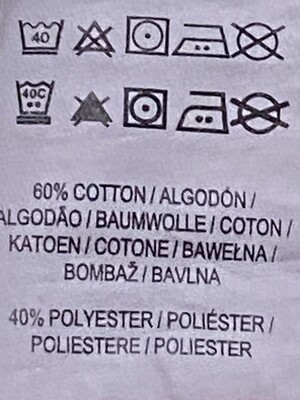 40
40C
60% COTTON / ALGODÓN /
ALGODÃO / BAUMWOLLE / COTON /
KATOEN / COTONE / BAWEŁNA /
BOMBAŽ / BAVLNA
40% POLYESTER / POLIÉSTER /
POLIESTERE / POLIESTER